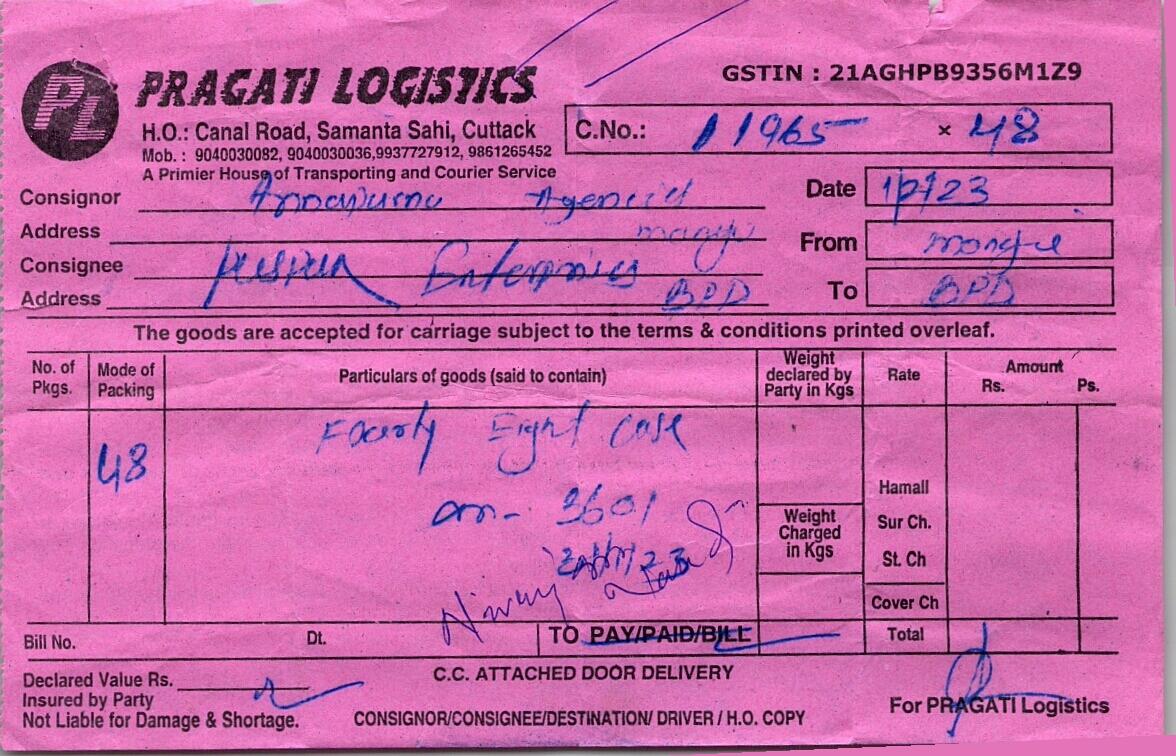 PL PRAGATI LOGISTICS
GSTIN : 21AGHPB9356M1Z9
H.O.: Canal Road, Samanta Sahi, Cuttack
Mob. : 9040030082, 9040030036,9937727912, 9861265452
A Primier House of Transporting and Courier Service
C.No.: 11965 × 48
Consignor Annapurna Agencies
Date
Address
From
Consignee Enterprises
Address BPD
To BPD
The goods are accepted for carriage subject to the terms & conditions printed overleaf.
No. of Pkgs.
Mode of Packing
Particulars of goods (said to contain)
Weight declared by Party in Kgs
Rate
Amount
Rs. Ps.
48
Fourty Eight Case
3601
Weight Charged in Kgs
Hamall
Sur Ch.
St. Ch
Cover Ch
Bill No. Dt. TO PAY/PAID/BILL Total
Declared Value Rs.
C.C. ATTACHED DOOR DELIVERY
Insured by Party
Not Liable for Damage & Shortage.
CONSIGNOR/CONSIGNEE/DESTINATION/ DRIVER / H.O. COPY
For PRAGATI Logistics